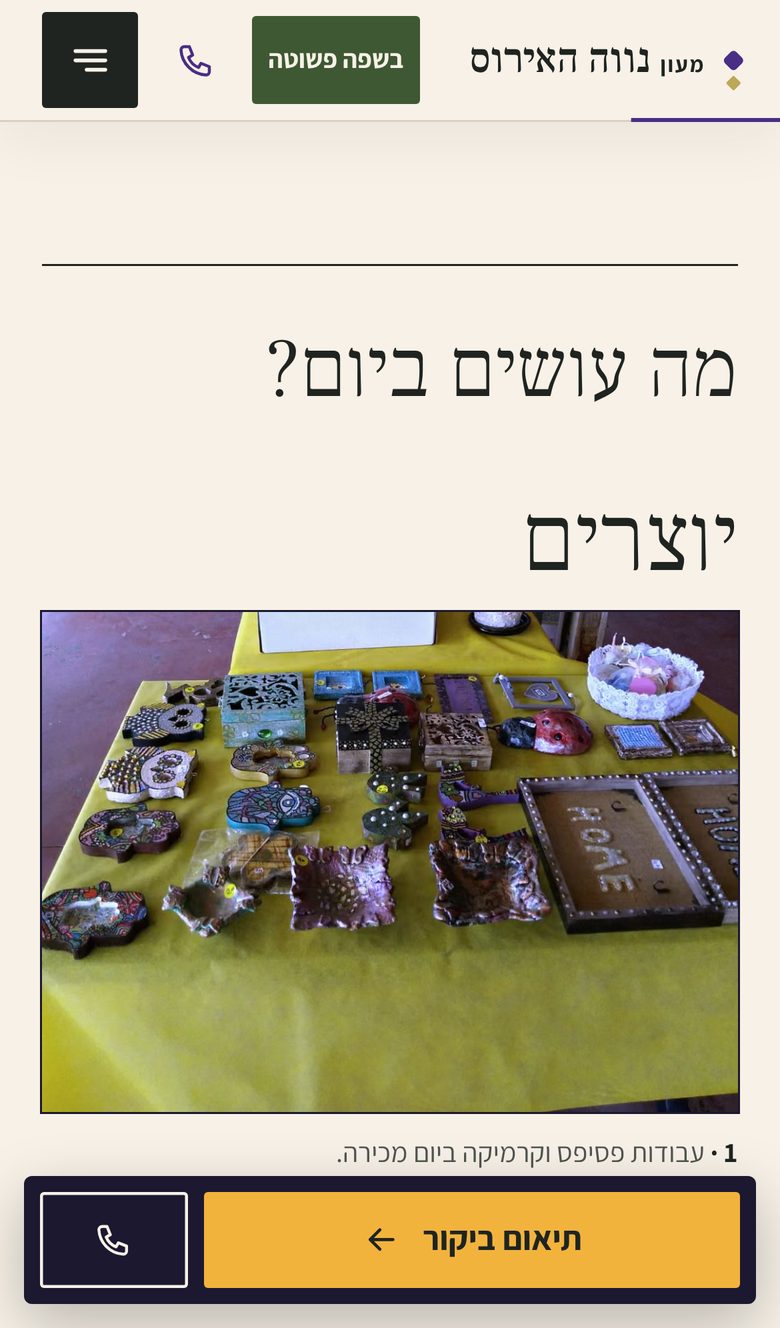 מעון נווה האירוס
בשפה פשוטה
מה עושים ביום?
יוצרים
HOME
1 · עבודות פסיפס וקרמיקה ביום מכירה.
תיאום ביקור ←